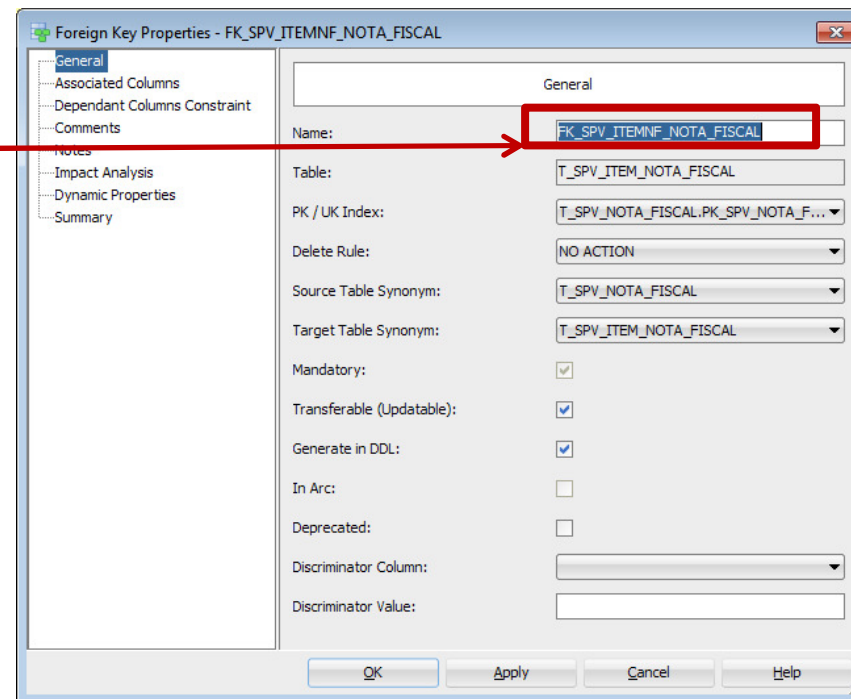 Foreign Key Properties - FK_SPV_ITEMNF_NOTA_FISCAL
General
Associated Columns
Dependant Columns Constraint
Comments
Notes
Impact Analysis
Dynamic Properties
Summary
General
Name: FK_SPV_ITEMNF_NOTA_FISCAL
Table: T_SPV_ITEM_NOTA_FISCAL
PK / UK Index: T_SPV_NOTA_FISCAL.PK_SPV_NOTA_F...
Delete Rule: NO ACTION
Source Table Synonym: T_SPV_NOTA_FISCAL
Target Table Synonym: T_SPV_ITEM_NOTA_FISCAL
Mandatory:
Transferable (Updatable):
Generate in DDL:
In Arc:
Deprecated:
Discriminator Column:
Discriminator Value:
OK Apply Cancel Help